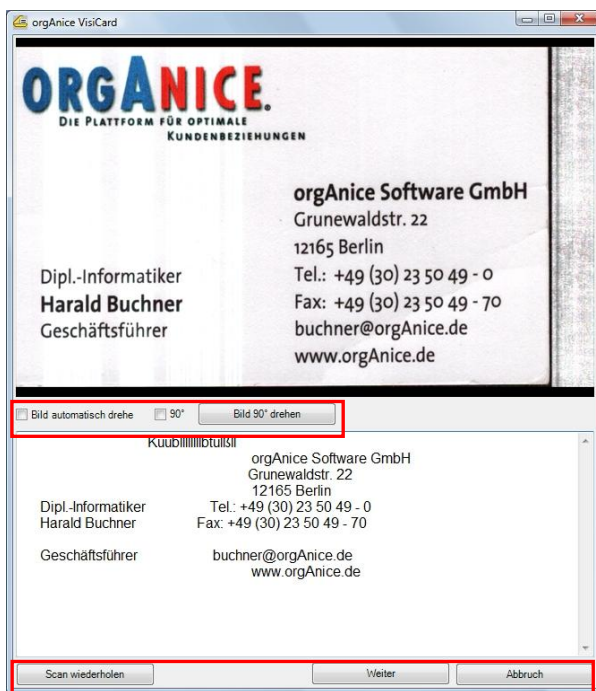 orgAnice VisiCard
ORGANICE.
DIE PLATTFORM FÜR OPTIMALE
KUNDENBEZIEHUNGEN
orgAnice Software GmbH
Grunewaldstr. 22
12165 Berlin
Dipl.-Informatiker Tel.: +49 (30) 23 50 49 - 0
Harald Buchner Fax: +49 (30) 23 50 49 - 70
Geschäftsführer buchner@orgAnice.de
www.orgAnice.de
Bild automatisch drehe 90° Bild 90° drehen
orgAnice Software GmbH
Grunewaldstr. 22
12165 Berlin
Dipl.-Informatiker Tel.: +49 (30) 23 50 49 - 0
Harald Buchner Fax: +49 (30) 23 50 49 - 70
Geschäftsführer buchner@orgAnice.de
www.orgAnice.de
Scan wiederholen Weiter Abbruch